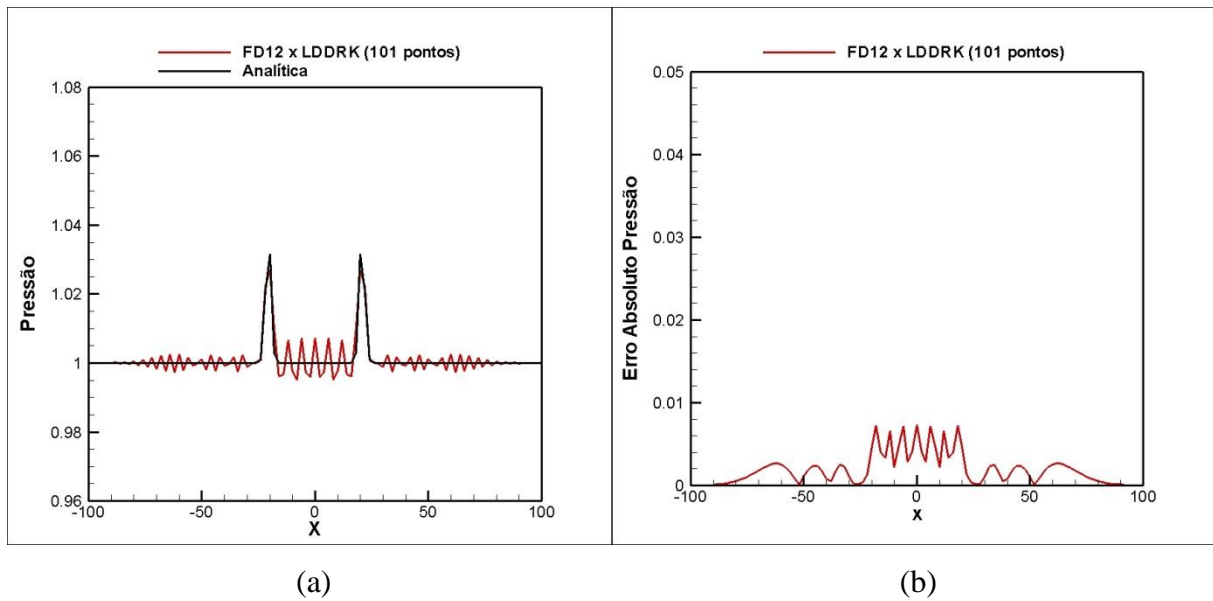 FD12 x LDDRK (101 pontos)
Analítica
1.08
1.06
1.04
1.02
1
0.98
0.96
Pressão
-100
-50
0
50
100
X
FD12 x LDDRK (101 pontos)
0.05
0.04
0.03
0.02
0.01
0
Erro Absoluto Pressão
-100
-50
0
50
100
X
(a)
(b)